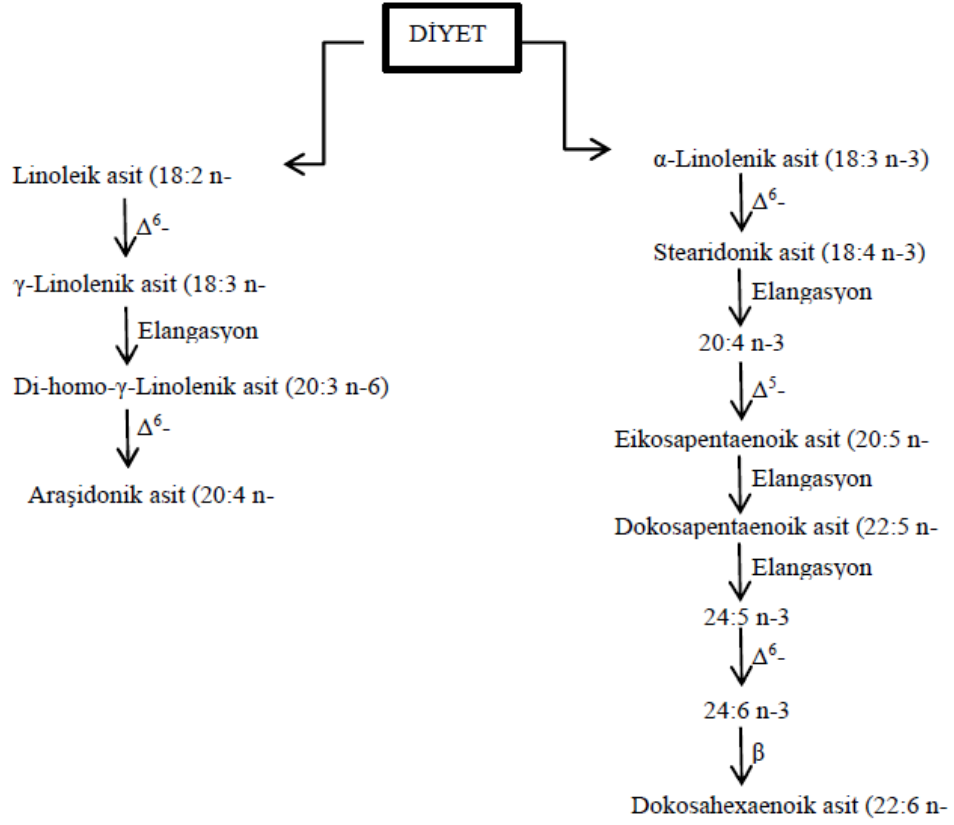 DİYET
Linoleik asit (18:2 n-
Δ⁶-
γ-Linolenik asit (18:3 n-
Elangasyon
Di-homo-γ-Linolenik asit (20:3 n-6)
Δ⁶-
Araşidonik asit (20:4 n-
α-Linolenik asit (18:3 n-3)
Δ⁶-
Stearidonik asit (18:4 n-3)
Elangasyon
20:4 n-3
Δ⁵-
Eikosapentaenoik asit (20:5 n-
Elangasyon
Dokosapentaenoik asit (22:5 n-
Elangasyon
24:5 n-3
Δ⁶-
24:6 n-3
β
Dokosahexaenoik asit (22:6 n-